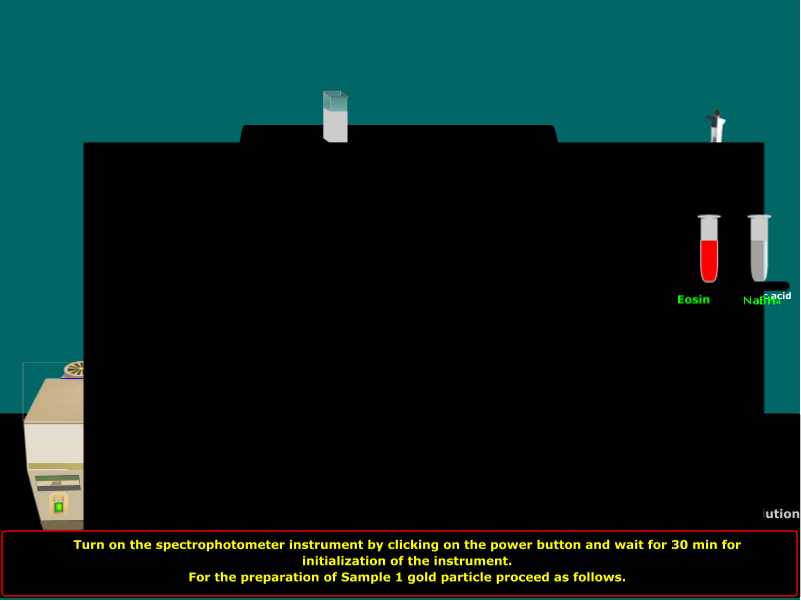 acid
Eosin
Turn on the spectrophotometer instrument by clicking on the power button and wait for 30 min for
initialization of the instrument.
For the preparation of Sample 1 gold particle proceed as follows.